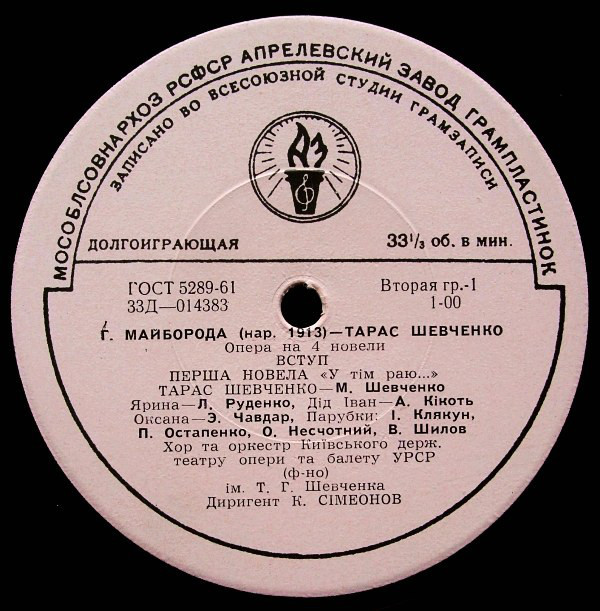 МОСОБЛСОВНАРХОЗ РСФСР АПРЕЛЕВСКИЙ ЗАВОД ГРАМПЛАСТИНОК
ЗАПИСАНО ВО ВСЕСОЮЗНОЙ СТУДИИ ГРАМЗАПИСИ
АЗ
ДОЛГОИГРАЮЩАЯ 33⅓ об. в мин.
ГОСТ 5289-61 Вторая гр.-1
33Д—014383 1-00
Г. МАЙБОРОДА (нар. 1913)—ТАРАС ШЕВЧЕНКО
Опера на 4 новели
ВСТУП
ПЕРША НОВЕЛА «У тім раю...»
ТАРАС ШЕВЧЕНКО—М. Шевченко
Ярина—Л. Руденко, Дід Іван—А. Кікоть
Оксана—Э. Чавдар, Парубки: І. Клякун,
П. Остапенко, О. Несчотний, В. Шилов
Хор та оркестр Київського держ.
театру опери та балету УРСР
(ф-но)
ім. Т. Г. Шевченка
Диригент К. СІМЕОНОВ